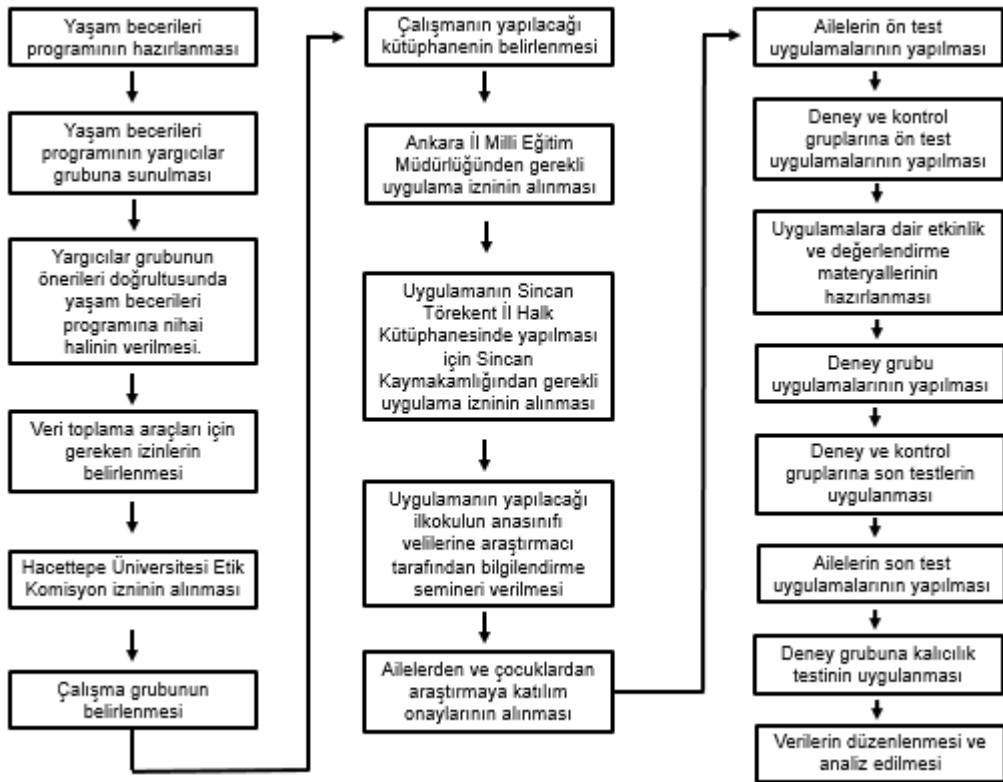 Yaşam becerileri
programının hazırlanması
Yaşam becerileri
programının yargıcılar
grubuna sunulması
Yargıcılar grubunun
önerileri doğrultusunda
yaşam becerileri
programına nihai
halinin verilmesi.
Veri toplama araçları için
gereken izinlerin
belirlenmesi
Hacettepe Üniversitesi Etik
Komisyon izninin alınması
Çalışma grubunun
belirlenmesi
Çalışmanın yapılacağı
kütüphanenin belirlenmesi
Ankara İl Milli Eğitim
Müdürlüğünden gerekli
uygulama izninin alınması
Uygulamanın Sincan
Törekent İl Halk
Kütüphanesinde yapılması
için Sincan
Kaymakamlığından gerekli
uygulama izninin alınması
Uygulamanın yapılacağı
ilkokulun anasınıfı
velilerine araştırmacı
tarafından bilgilendirme
semineri verilmesi
Ailelerden ve çocuklardan
araştırmaya katılım
onaylarının alınması
Ailelerin ön test
uygulamalarının yapılması
Deney ve kontrol
gruplarına ön test
uygulamalarının yapılması
Uygulamalara dair etkinlik
ve değerlendirme
materyallerinin
hazırlanması
Deney grubu
uygulamalarının yapılması
Deney ve kontrol
gruplarına son testlerin
uygulanması
Ailelerin son test
uygulamalarının yapılması
Deney grubuna kalıcılık
testinin uygulanması
Verilerin düzenlenmesi ve
analiz edilmesi